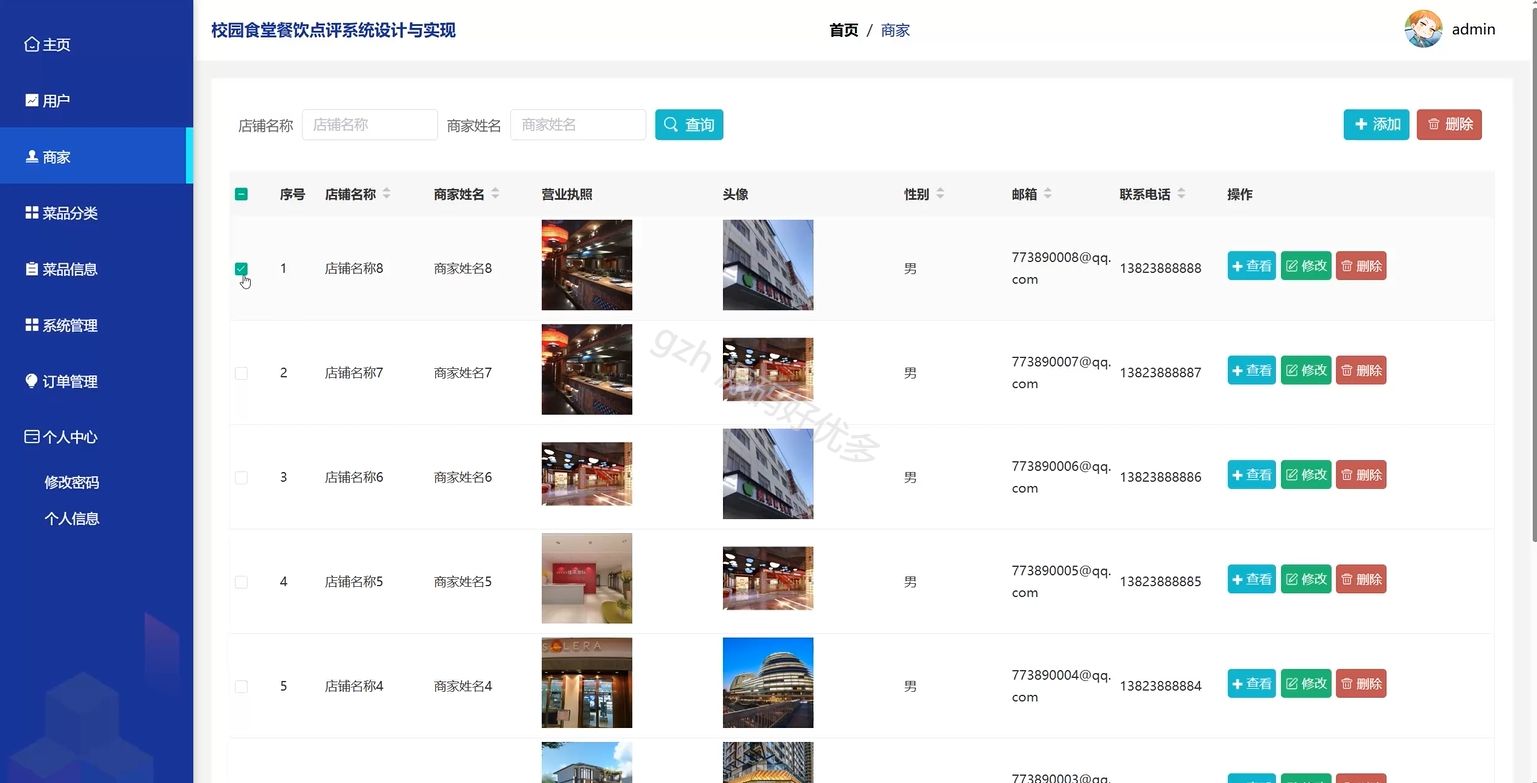 校园食堂餐饮点评系统设计与实现
首页 / 商家
admin
主页
用户
商家
菜品分类
菜品信息
系统管理
订单管理
个人中心
修改密码
个人信息
店铺名称 店铺名称 商家姓名 商家姓名 查询 添加 删除
序号 店铺名称 商家姓名 营业执照 头像 性别 邮箱 联系电话 操作
1 店铺名称8 商家姓名8 男 773890008@qq.com 13823888888 查看 修改 删除
2 店铺名称7 商家姓名7 男 773890007@qq.com 13823888887 查看 修改 删除
3 店铺名称6 商家姓名6 男 773890006@qq.com 13823888886 查看 修改 删除
4 店铺名称5 商家姓名5 男 773890005@qq.com 13823888885 查看 修改 删除
SOLERA
5 店铺名称4 商家姓名4 男 773890004@qq.com 13823888884 查看 修改 删除
773890003@qq.
gzh 码好优多